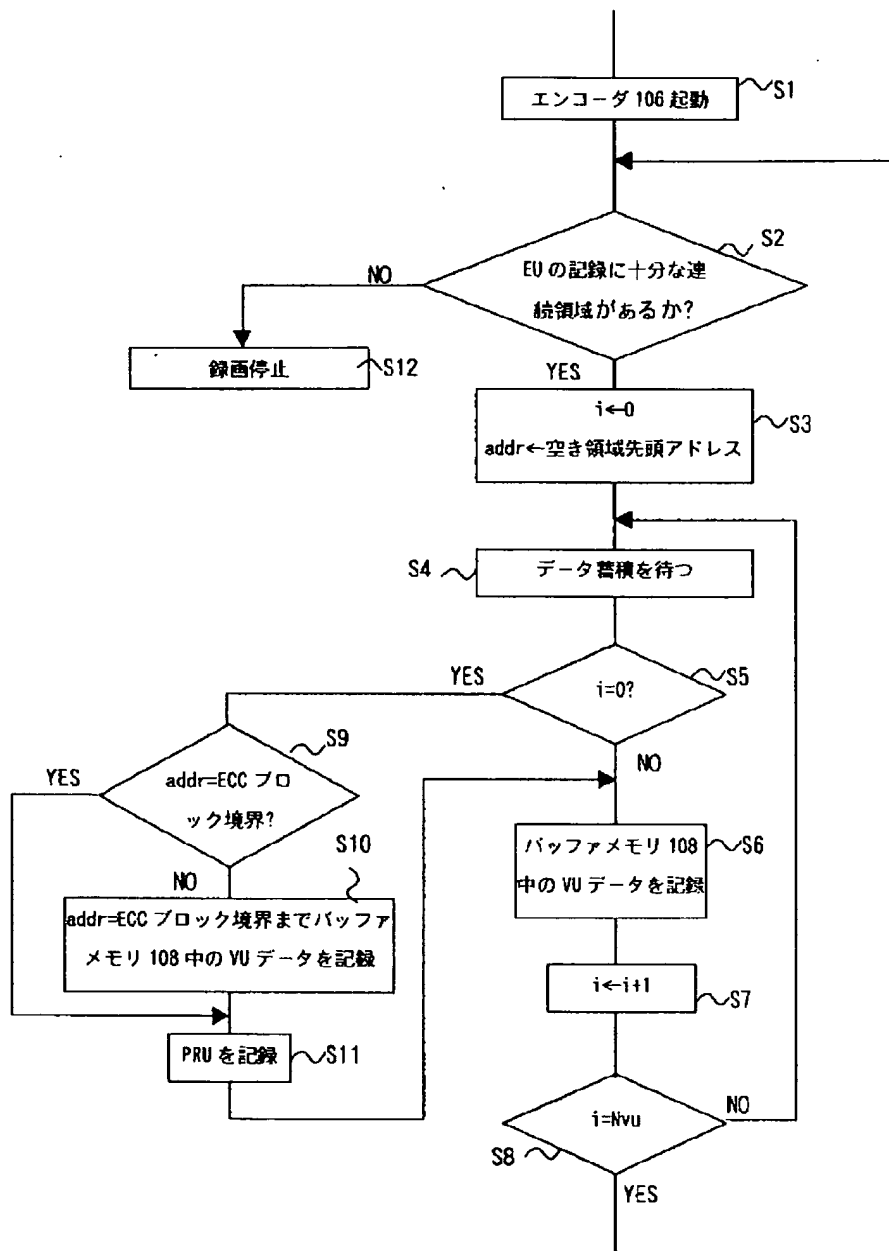 エンコーダ 106 起動
S1
S2
EU の記録に十分な連
続領域があるか?
NO
録画停止
S12
YES
i←0
addr←空き領域先頭アドレス
S3
S4
データ蓄積を待つ
YES
i=0?
S5
S9
YES
addr=ECC ブロ
ック境界?
NO
S10
NO
バッファメモリ 108
中の VU データを記録
S6
addr=ECC ブロック境界までバッファ
メモリ 108 中の VU データを記録
i←i+1
S7
PRU を記録
S11
i=Nvu
NO
S8
YES